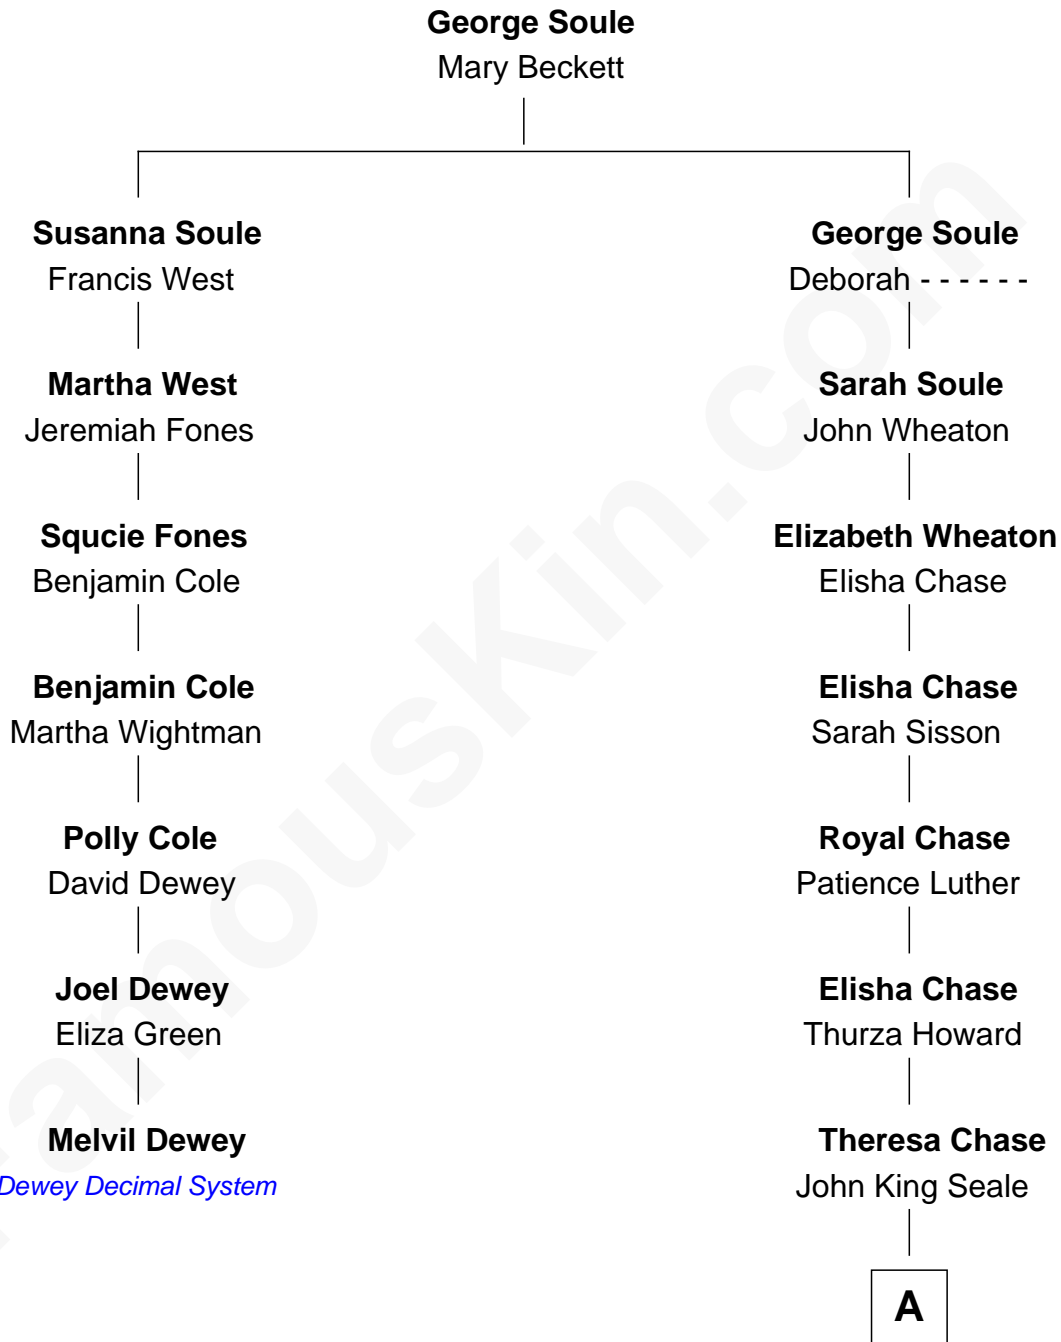 George Soule
Mary Beckett
Susanna Soule
Francis West
George Soule
Deborah - - - - - -
Martha West
Jeremiah Fones
Sarah Soule
John Wheaton
Squcie Fones
Benjamin Cole
Elizabeth Wheaton
Elisha Chase
Benjamin Cole
Martha Wightman
Elisha Chase
Sarah Sisson
Polly Cole
David Dewey
Royal Chase
Patience Luther
Joel Dewey
Eliza Green
Elisha Chase
Thurza Howard
Melvil Dewey
Dewey Decimal System
Theresa Chase
John King Seale
A
FamousKin.com